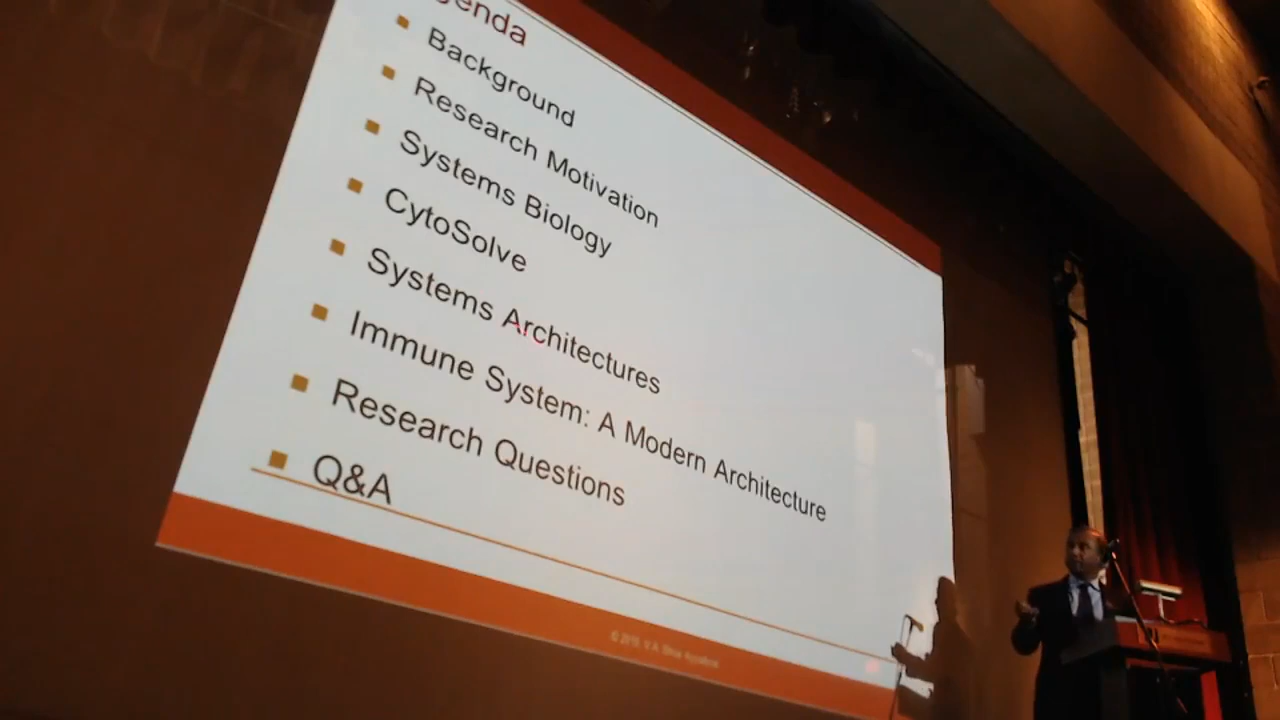 enda
Background
Research Motivation
Systems Biology
CytoSolve
Systems Architectures
Immune System: A Modern Architecture
Research Questions
Q&A